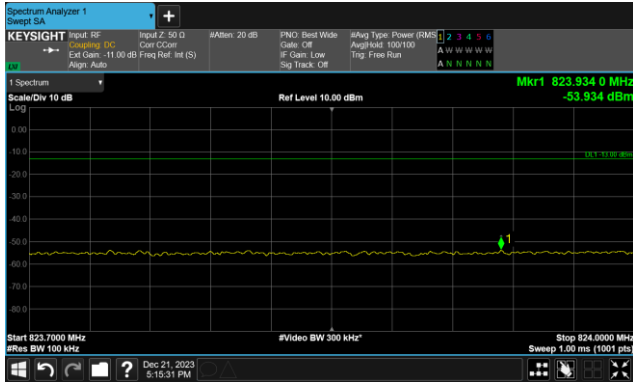 Spectrum Analyzer 1
Swept SA
+
KEYSIGHT
Input: RF
Coupling: DC
Ext Gain: -11.00 dB
Align: Auto
Input Z: 50 Ω
Corr CCorr
Freq Ref: Int (S)
#Atten: 20 dB
PNO: Best Wide
Gate: Off
IF Gain: Low
Sig Track: Off
#Avg Type: Power (RMS
Avg|Hold: 100/100
Trig: Free Run
1 2 3 4 5 6
A W W W W W
A N N N N N
LXI
1 Spectrum
Scale/Div 10 dB
Ref Level 10.00 dBm
Mkr1 823.934 0 MHz
-53.934 dBm
Log
0.00
-10.0
DL1 -13.00 dBm
-20.0
-30.0
-40.0
1
-50.0
-60.0
-70.0
-80.0
Start 823.7000 MHz
#Video BW 300 kHz*
Stop 824.0000 MHz
#Res BW 100 kHz
Sweep 1.00 ms (1001 pts)
?
Dec 21, 2023
5:15:31 PM